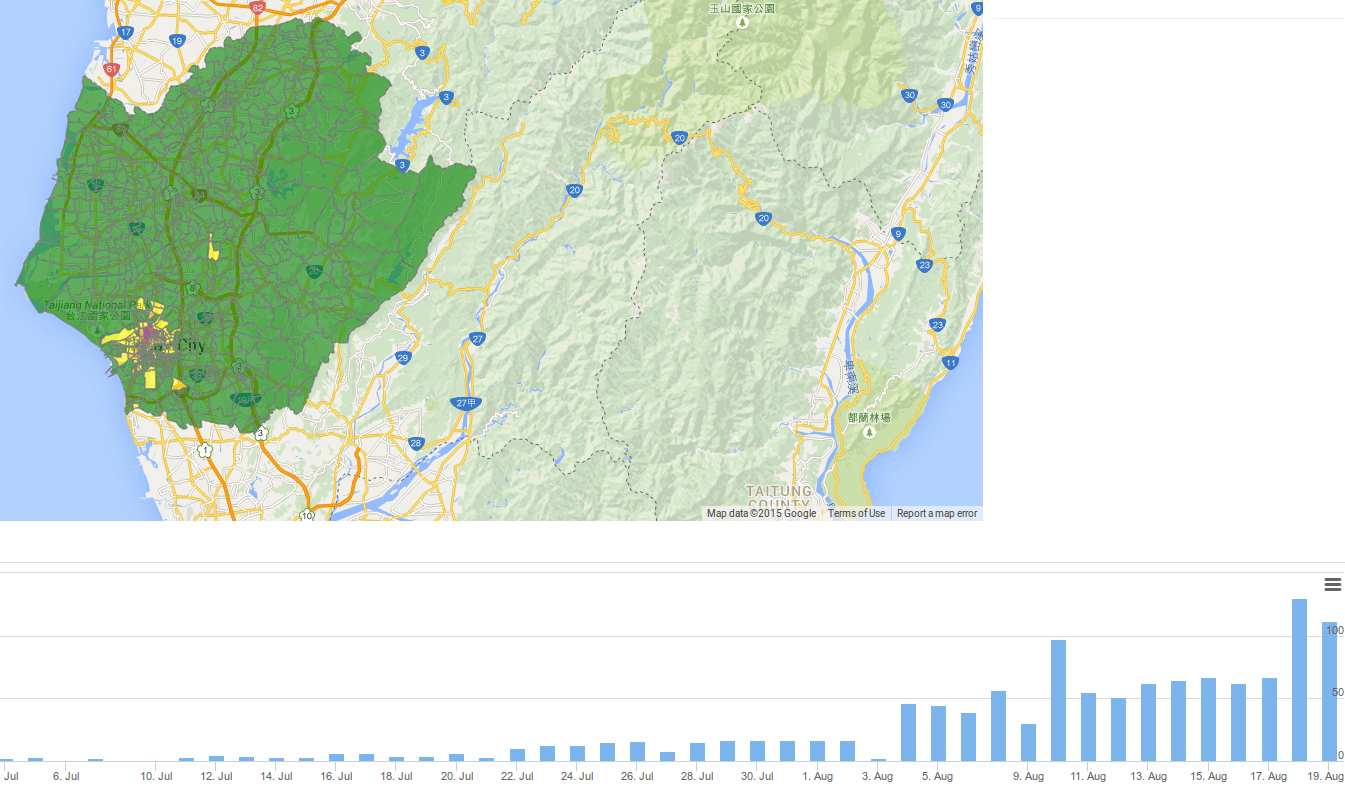 82
玉山國家公園
9
17
19
3
61
3
30
30
3
20
3
3
20
20
9
23
8
Taijiang National Park
台江國家公園
City
23
27
29
11
卑南溪
27甲
都蘭林場
3
28
1
TAITUNG
COUNTY
10
Map data ©2015 Google
Terms of Use
Report a map error
100
50
0
Jul
6. Jul
10. Jul
12. Jul
14. Jul
16. Jul
18. Jul
20. Jul
22. Jul
24. Jul
26. Jul
28. Jul
30. Jul
1. Aug
3. Aug
5. Aug
9. Aug
11. Aug
13. Aug
15. Aug
17. Aug
19. Aug